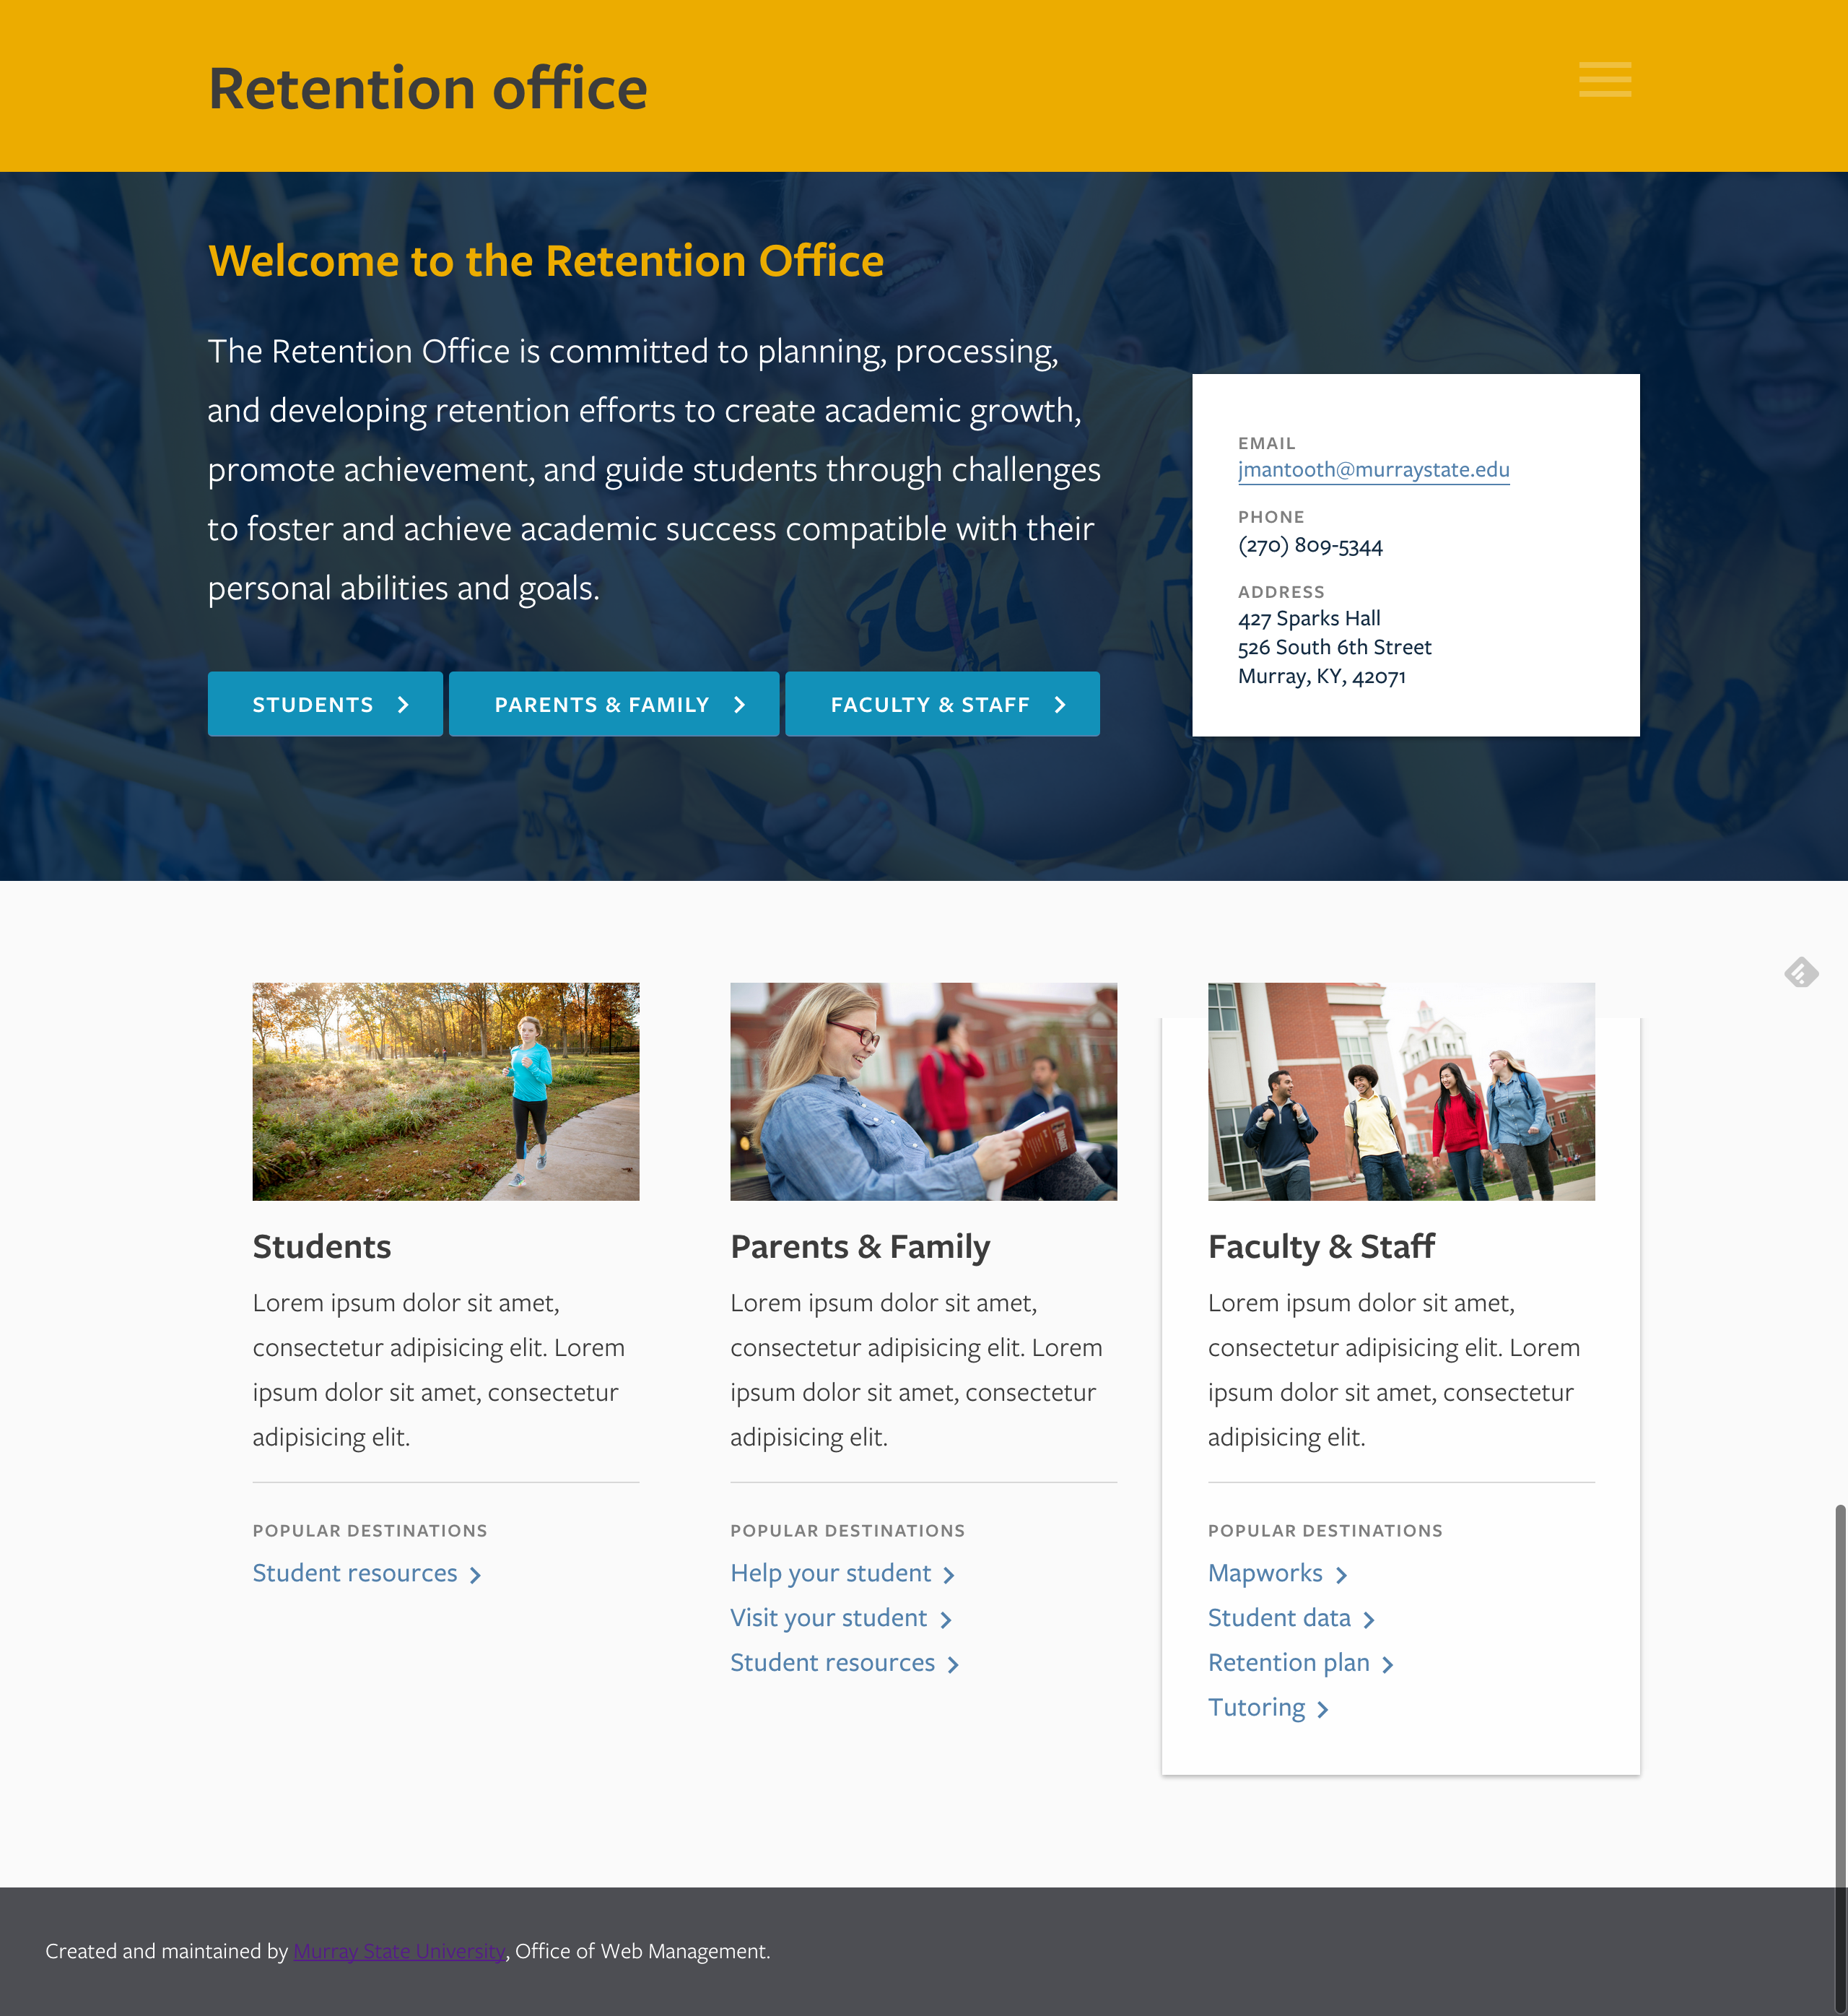 Retention office
Welcome to the Retention Office
The Retention Office is committed to planning, processing,
and developing retention efforts to create academic growth,
promote achievement, and guide students through challenges
to foster and achieve academic success compatible with their
personal abilities and goals.
STUDENTS
PARENTS & FAMILY
FACULTY & STAFF
EMAIL
jmantooth@murraystate.edu
PHONE
(270) 809-5344
ADDRESS
427 Sparks Hall
526 South 6th Street
Murray, KY, 42071
Students
Lorem ipsum dolor sit amet,
consectetur adipisicing elit. Lorem
ipsum dolor sit amet, consectetur
adipisicing elit.
POPULAR DESTINATIONS
Student resources
Parents & Family
Lorem ipsum dolor sit amet,
consectetur adipisicing elit. Lorem
ipsum dolor sit amet, consectetur
adipisicing elit.
POPULAR DESTINATIONS
Help your student
Visit your student
Student resources
Faculty & Staff
Lorem ipsum dolor sit amet,
consectetur adipisicing elit. Lorem
ipsum dolor sit amet, consectetur
adipisicing elit.
POPULAR DESTINATIONS
Mapworks
Student data
Retention plan
Tutoring
Created and maintained by Murray State University, Office of Web Management.